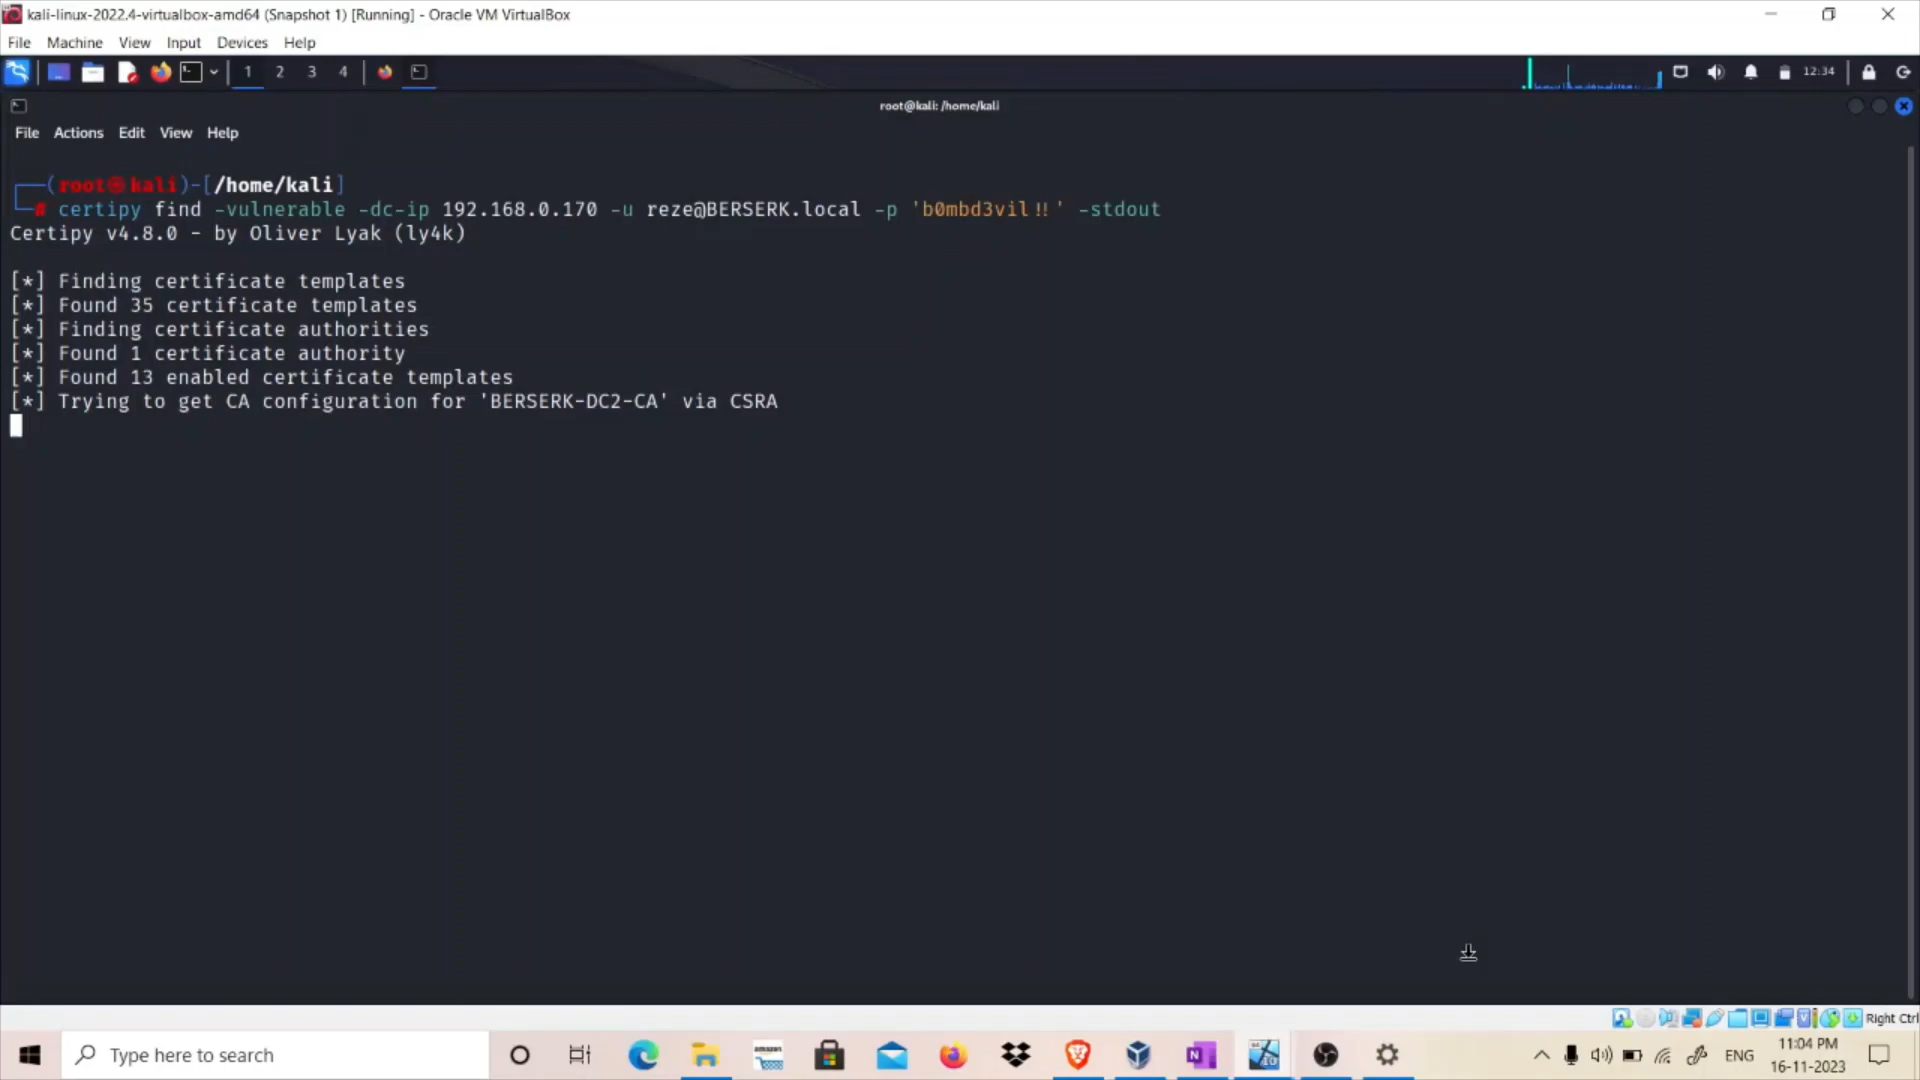 kali-linux-2022.4-virtualbox-amd64 (Snapshot 1) [Running] - Oracle VM VirtualBox
File Machine View Input Devices Help
1 2 3 4 12:34
root@kali: /home/kali
File Actions Edit View Help
(root㉿kali)-[/home/kali]
# certipy find -vulnerable -dc-ip 192.168.0.170 -u reze@BERSERK.local -p 'b0mbd3vil!!' -stdout
Certipy v4.8.0 - by Oliver Lyak (ly4k)
[*] Finding certificate templates
[*] Found 35 certificate templates
[*] Finding certificate authorities
[*] Found 1 certificate authority
[*] Found 13 enabled certificate templates
[*] Trying to get CA configuration for 'BERSERK-DC2-CA' via CSRA
Right Ctrl
Type here to search
amazon
ENG
11:04 PM
16-11-2023